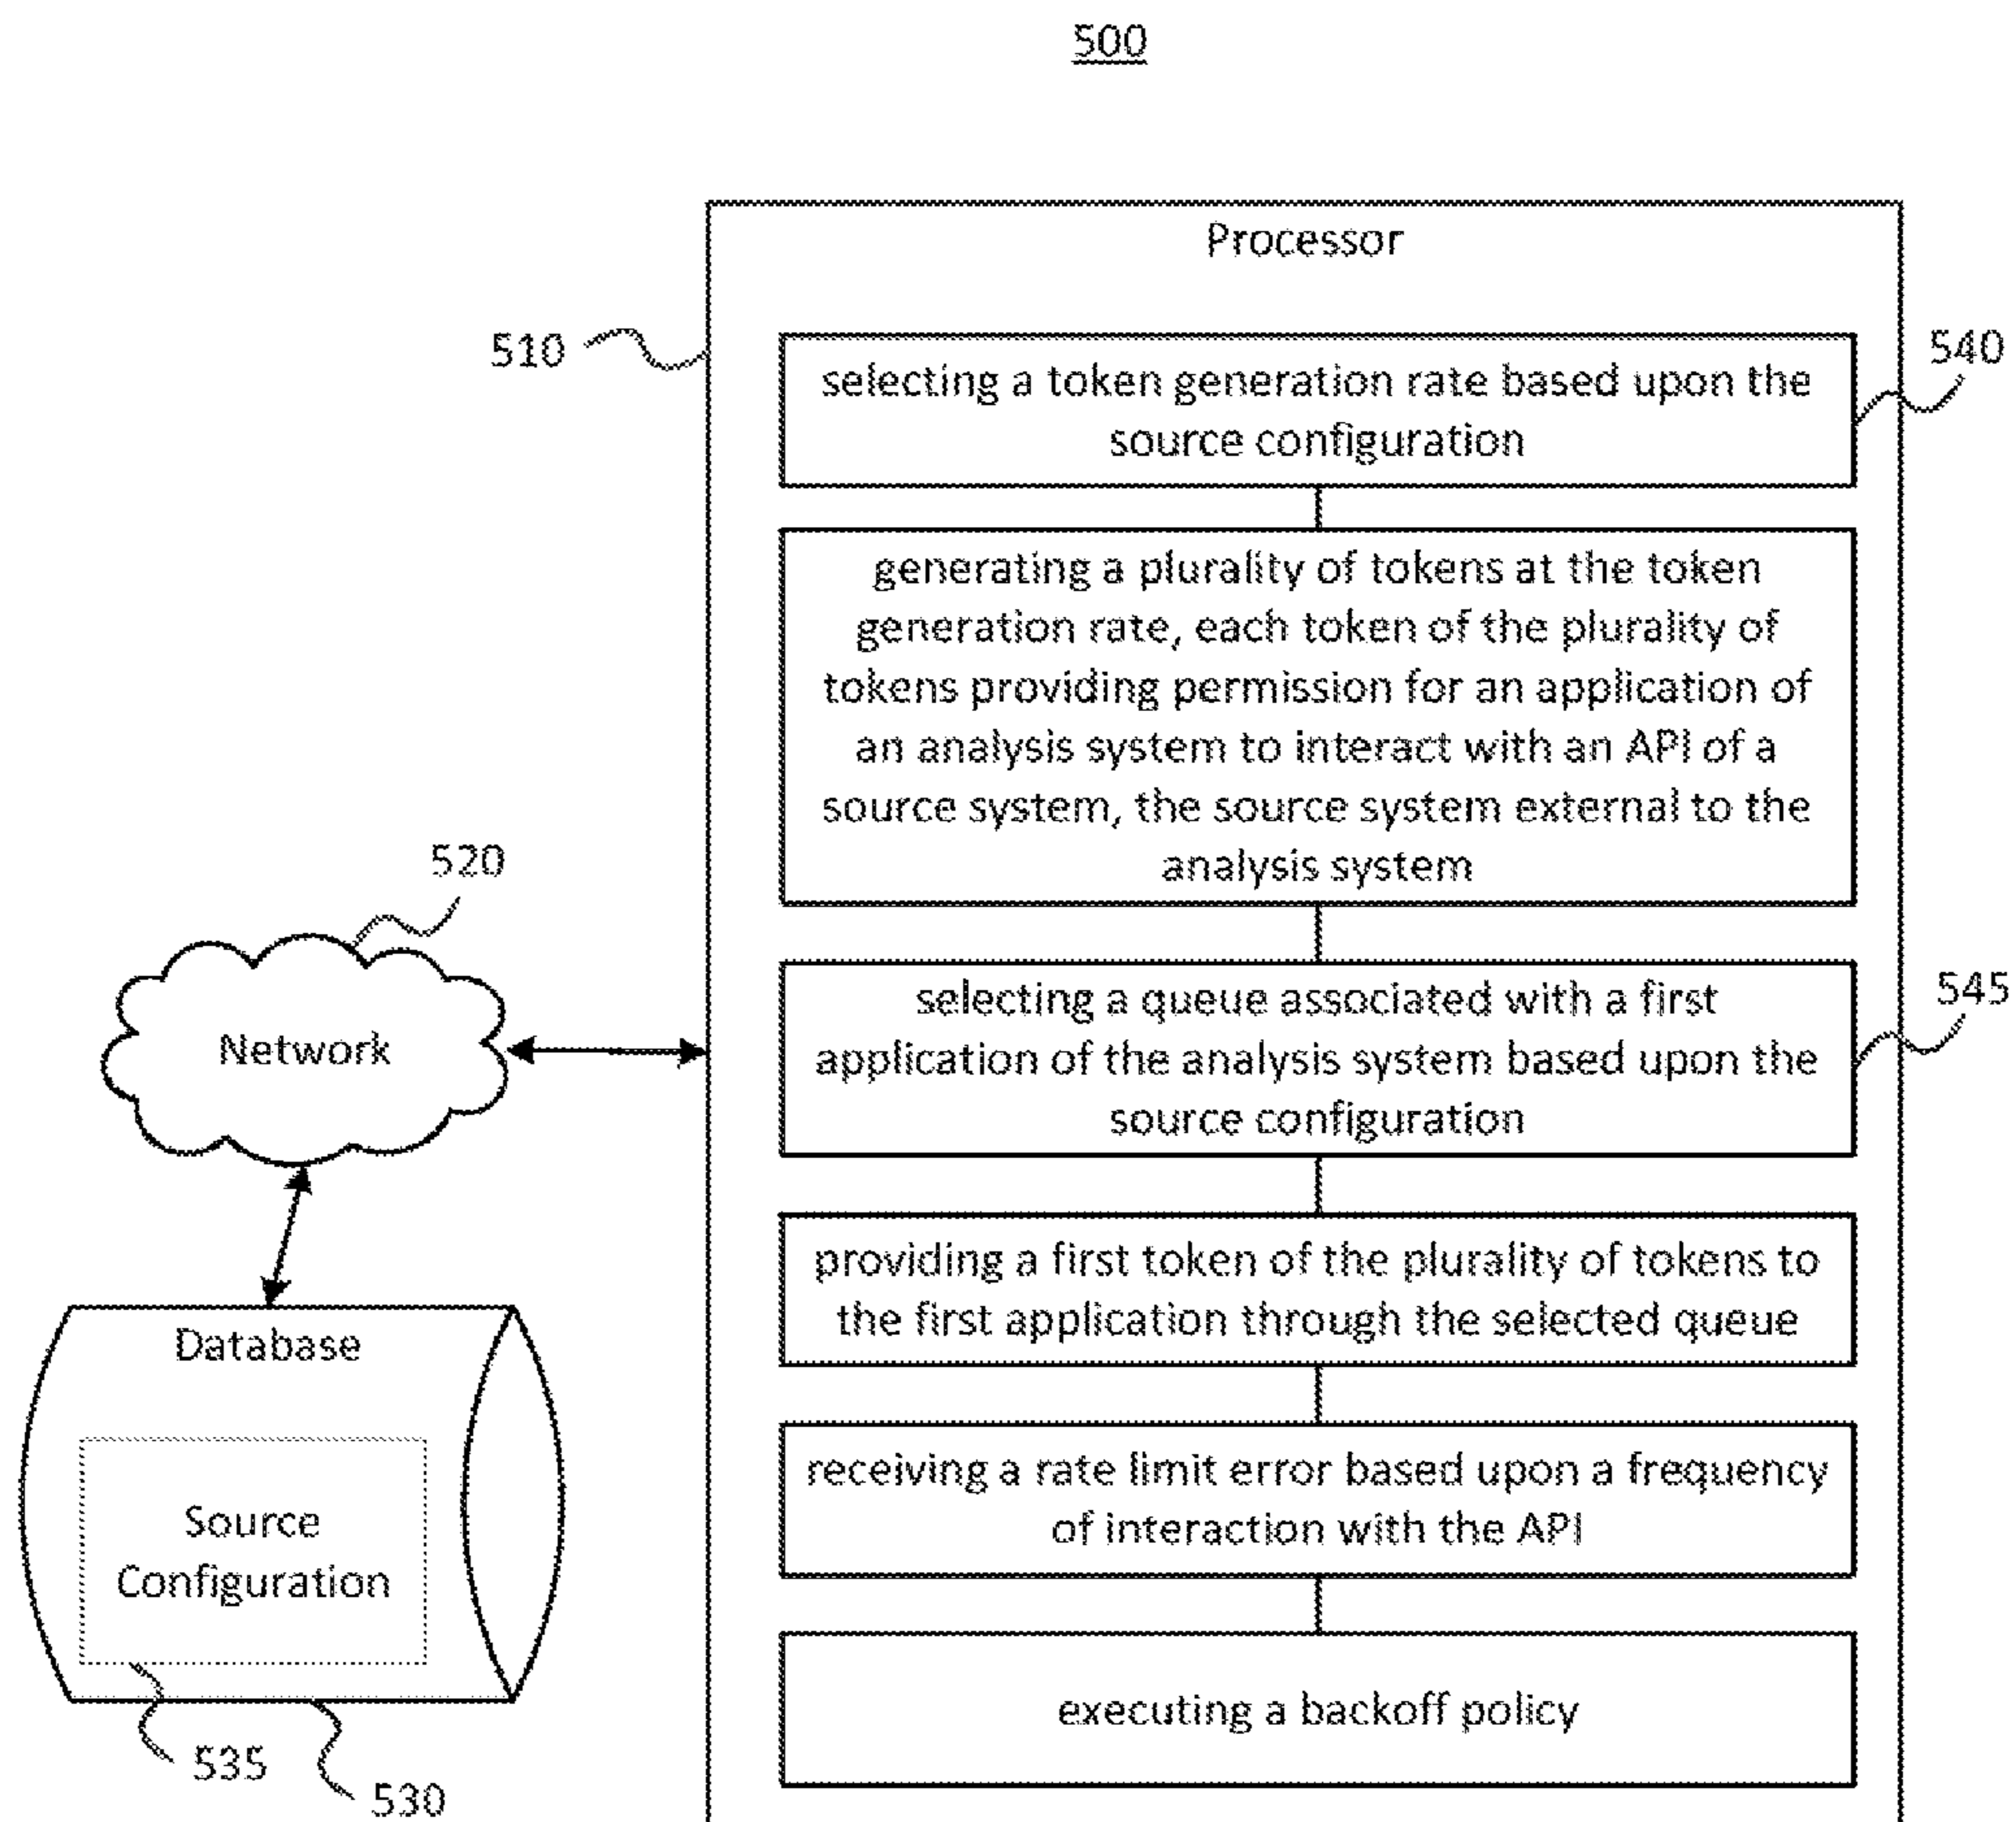 500
Processor
510
540
selecting a token generation rate based upon the
source configuration
generating a plurality of tokens at the token
generation rate, each token of the plurality of
tokens providing permission for an application of
an analysis system to interact with an API of a
source system, the source system external to the
analysis system
520
Network
545
selecting a queue associated with a first
application of the analysis system based upon the
source configuration
providing a first token of the plurality of tokens to
the first application through the selected queue
Database
Source
Configuration
535
530
receiving a rate limit error based upon a frequency
of interaction with the API
executing a backoff policy